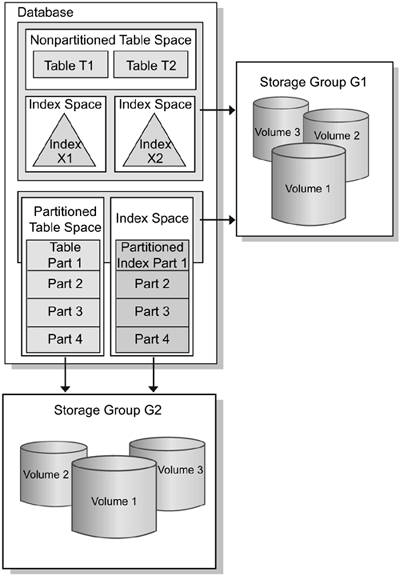 Database
Nonpartitioned Table Space
Table T1
Table T2
Index Space
Index Space
Index
X1
Index
X2
Storage Group G1
Volume 3
Volume 2
Volume 1
Partitioned
Table Space
Index Space
Table
Part 1
Part 2
Part 3
Part 4
Partitioned
Index Part 1
Part 2
Part 3
Part 4
Storage Group G2
Volume 2
Volume 3
Volume 1